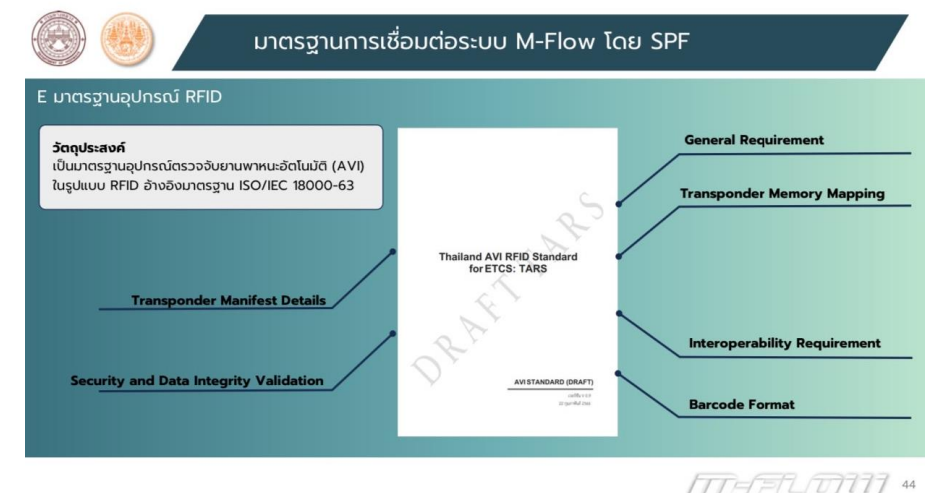 มาตรฐานการเชื่อมต่อระบบ M-Flow โดย SPF
E มาตรฐานอุปกรณ์ RFID
วัตถุประสงค์
เป็นมาตรฐานอุปกรณ์ตรวจจับยานพาหนะอัตโนมัติ (AVI)
ในรูปแบบ RFID อ้างอิงมาตรฐาน ISO/IEC 18000-63
Transponder Manifest Details
Security and Data Integrity Validation
Thailand AVI RFID Standard
for ETCS: TARS
DRAFT TARS
AVI STANDARD (DRAFT)
General Requirement
Transponder Memory Mapping
Interoperability Requirement
Barcode Format
M-FLOW
44